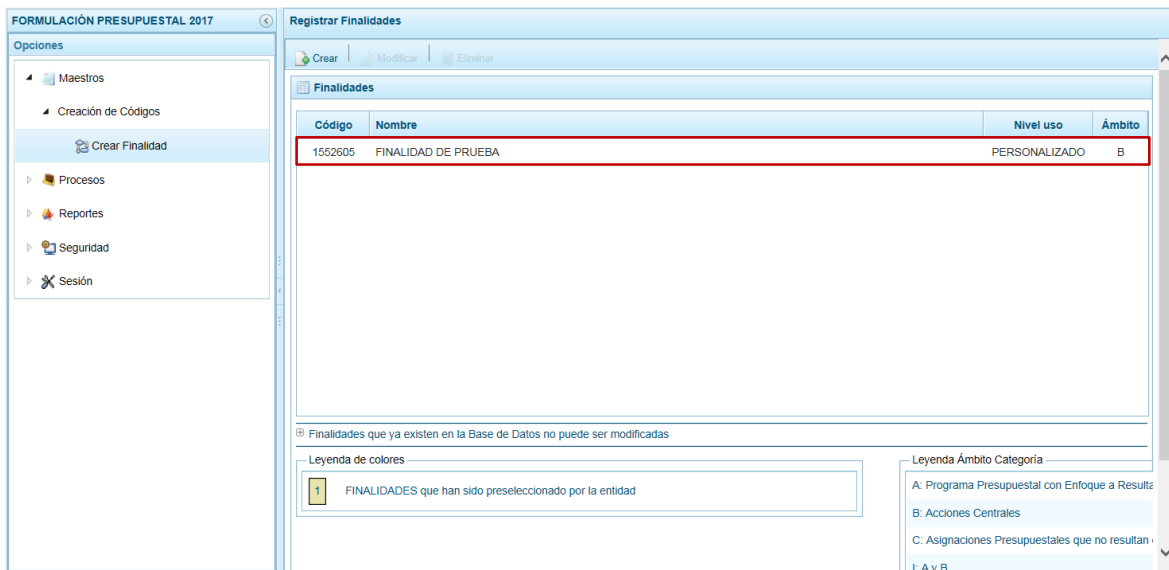 FORMULACIÓN PRESUPUESTAL 2017
Opciones
Maestros
Creación de Códigos
Crear Finalidad
Procesos
Reportes
Seguridad
Sesión
Registrar Finalidades
Crear Modificar Eliminar
Finalidades
Código Nombre Nivel uso Ámbito
1552605 FINALIDAD DE PRUEBA PERSONALIZADO B
Finalidades que ya existen en la Base de Datos no puede ser modificadas
Leyenda de colores
1 FINALIDADES que han sido preseleccionado por la entidad
Leyenda Ámbito Categoría
A: Programa Presupuestal con Enfoque a Resulta
B: Acciones Centrales
C: Asignaciones Presupuestales que no resultan
I: A y B